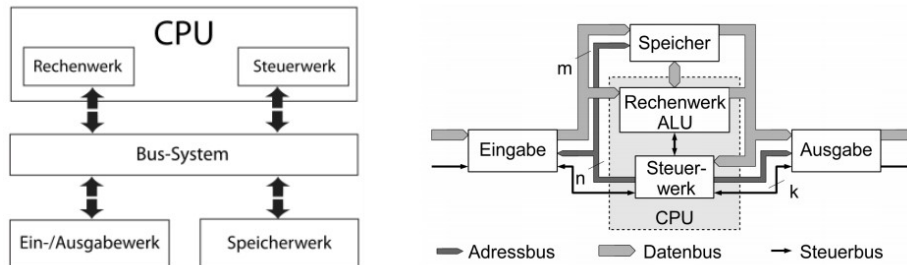 CPU
Rechenwerk
Steuerwerk
Bus-System
Ein-/Ausgabewerk
Speicherwerk
Speicher
m
Rechenwerk
ALU
Eingabe
Ausgabe
n
Steuer-
werk
k
CPU
Adressbus
Datenbus
Steuerbus